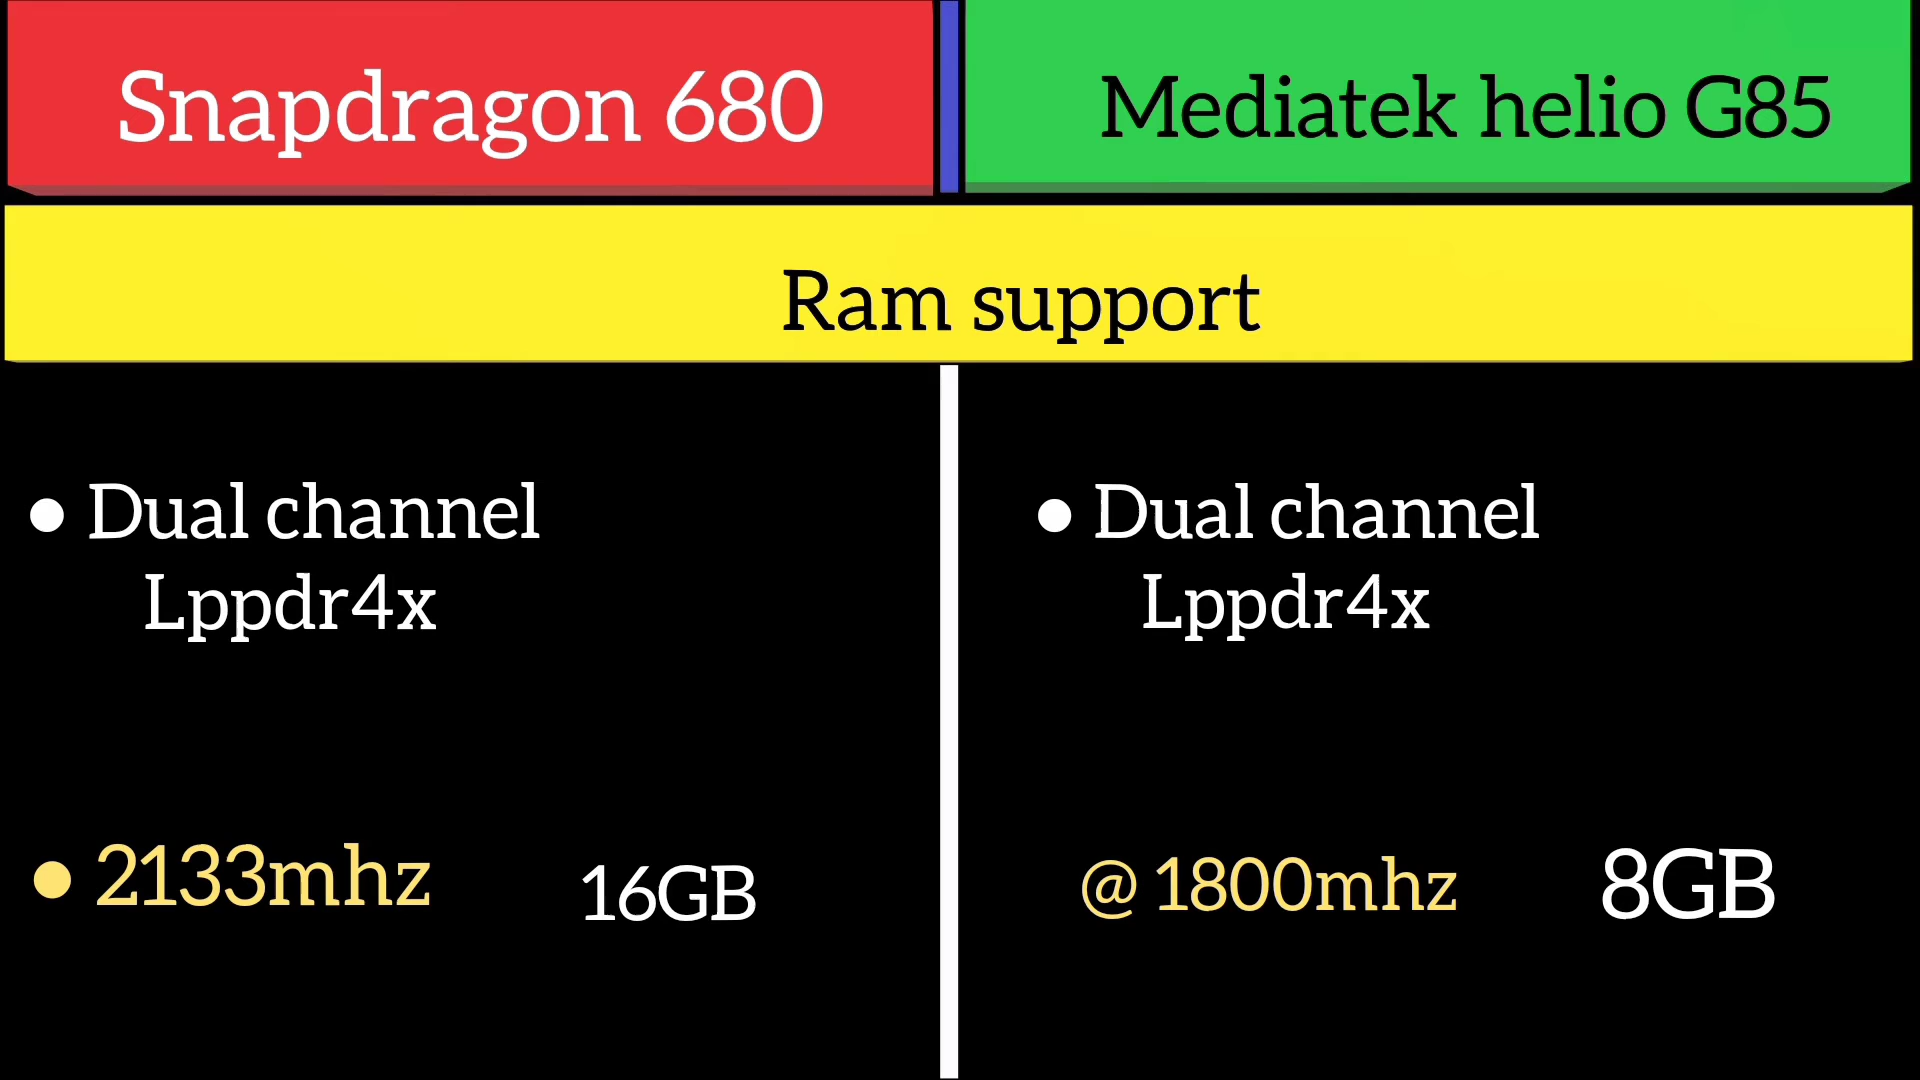 Snapdragon 680
Mediatek helio G85
Ram support
● Dual channel
Lppdr4x
● Dual channel
Lppdr4x
● 2133mhz 16GB
@ 1800mhz 8GB